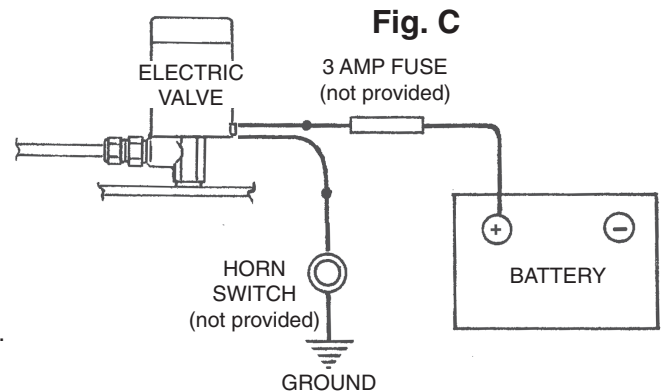 Fig. C
ELECTRIC
VALVE
3 AMP FUSE
(not provided)
+
−
BATTERY
HORN
SWITCH
(not provided)
.
GROUND